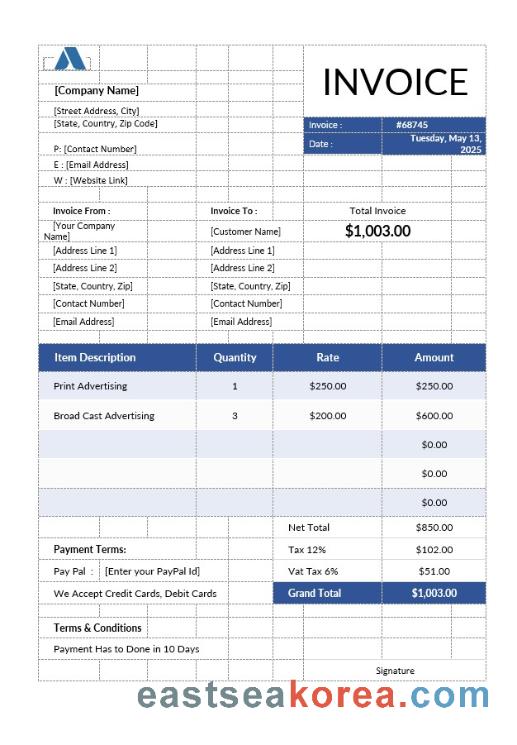 INVOICE
[Company Name]
[Street Address, City]
[State, Country, Zip Code]
Invoice : #68745
Date : Tuesday, May 13, 2025
P: [Contact Number]
E : [Email Address]
W : [Website Link]
Invoice From : Invoice To : Total Invoice
[Your Company Name] [Customer Name] $1,003.00
[Address Line 1] [Address Line 1]
[Address Line 2] [Address Line 2]
[State, Country, Zip] [State, Country, Zip]
[Contact Number] [Contact Number]
[Email Address] [Email Address]
Item Description Quantity Rate Amount
Print Advertising 1 $250.00 $250.00
Broad Cast Advertising 3 $200.00 $600.00
$0.00
$0.00
$0.00
Net Total $850.00
Payment Terms: Tax 12% $102.00
Pay Pal : [Enter your PayPal Id] Vat Tax 6% $51.00
We Accept Credit Cards, Debit Cards Grand Total $1,003.00
Terms & Conditions
Payment Has to Done in 10 Days
Signature
eastseakorea.com